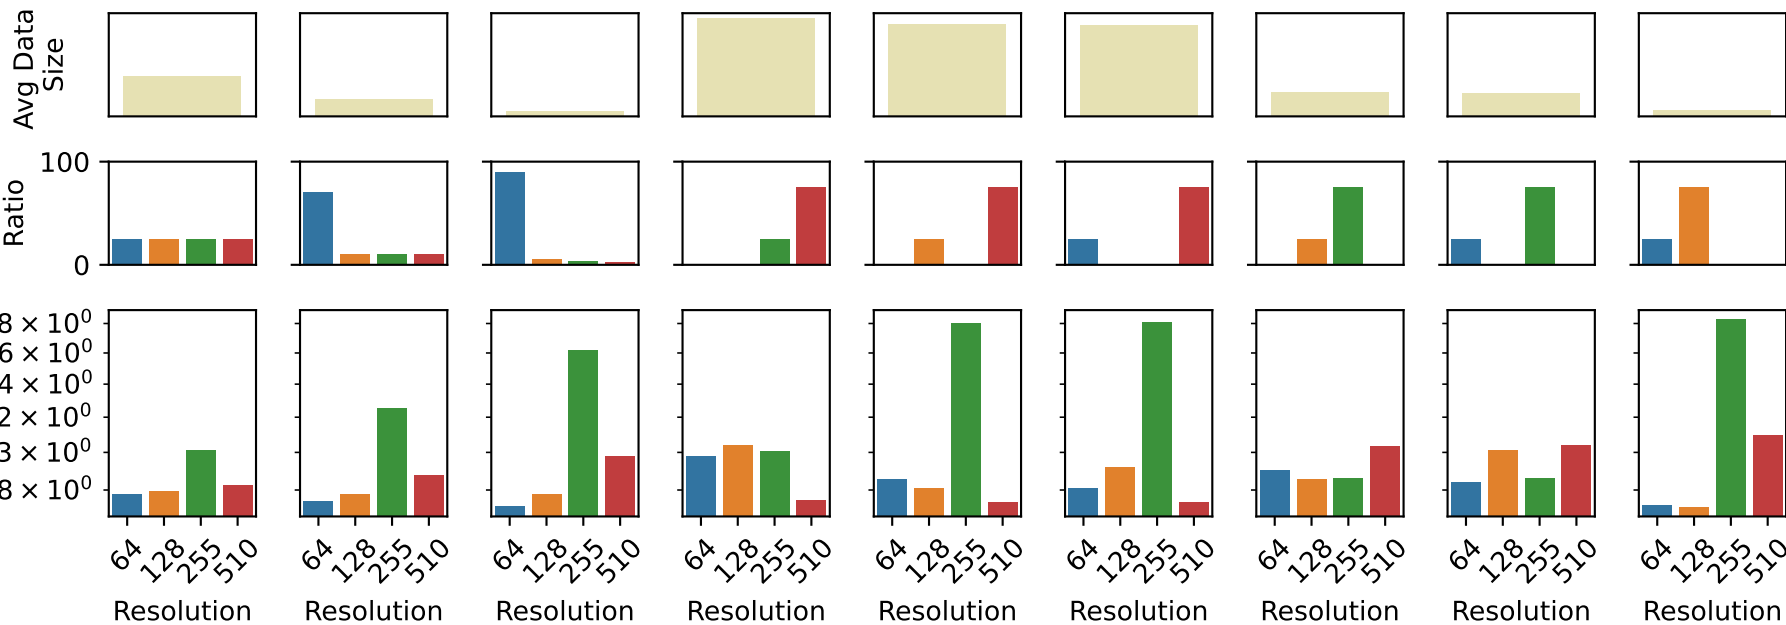 Avg Data
Size
100
Ratio
0
8 × 10⁰
6 × 10⁰
4 × 10⁰
2 × 10⁰
3 × 10⁰
8 × 10⁰
64 128 255 510 64 128 255 510 64 128 255 510 64 128 255 510 64 128 255 510 64 128 255 510 64 128 255 510 64 128 255 510 64 128 255 510
Resolution Resolution Resolution Resolution Resolution Resolution Resolution Resolution Resolution